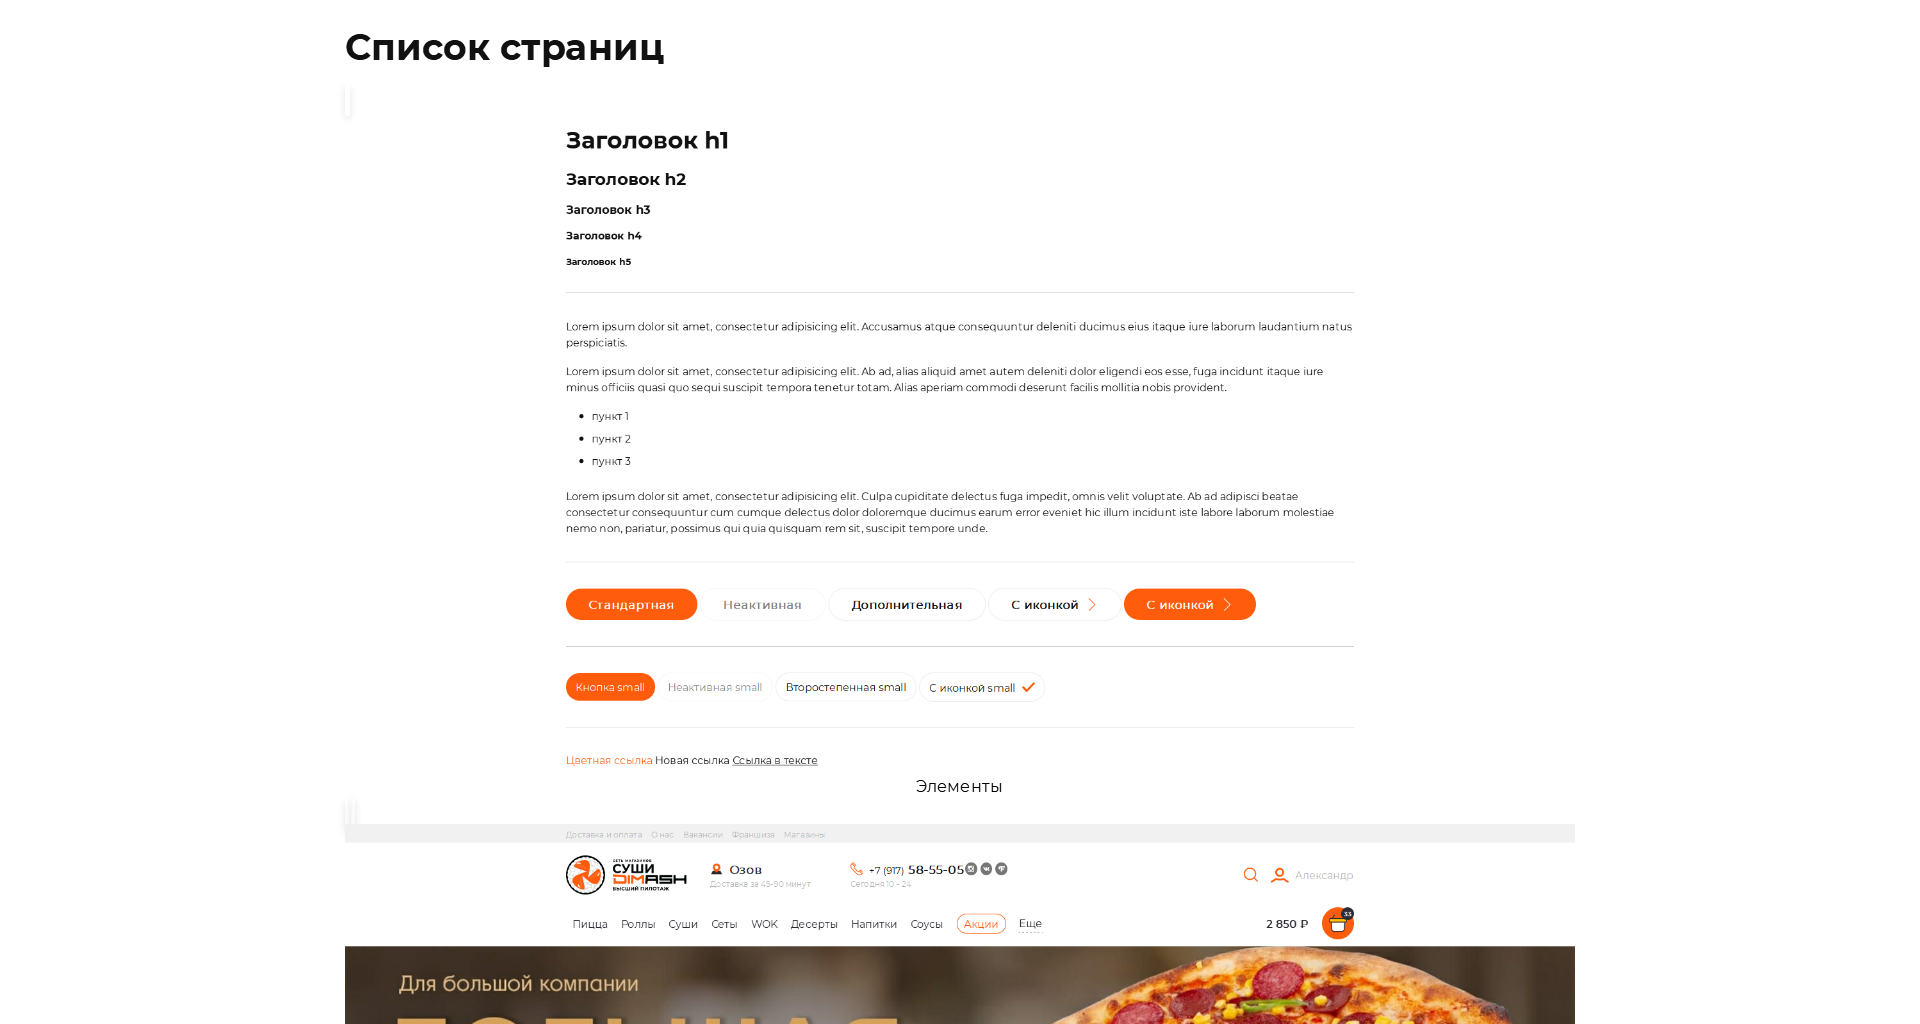 Список страниц
Заголовок h1
Заголовок h2
Заголовок h3
Заголовок h4
Заголовок h5
Lorem ipsum dolor sit amet, consectetur adipisicing elit. Accusamus atque consequuntur deleniti ducimus eius itaque iure laborum laudantium natus
perspiciatis.
Lorem ipsum dolor sit amet, consectetur adipisicing elit. Ab ad, alias aliquid amet autem deleniti dolor eligendi eos esse, fuga incidunt itaque iure
minus officiis quasi quo sequi suscipit tempora tenetur totam. Alias aperiam commodi deserunt facilis mollitia nobis provident.
пункт 1
пункт 2
пункт 3
Lorem ipsum dolor sit amet, consectetur adipisicing elit. Culpa cupiditate delectus fuga impedit, omnis velit voluptate. Ab ad adipisci beatae
consectetur consequuntur cum cumque delectus dolor doloremque ducimus earum error eveniet hic illum incidunt iste labore laborum molestiae
nemo non, pariatur, possimus qui quia quisquam rem sit, suscipit tempore unde.
Стандартная Неактивная Дополнительная С иконкой С иконкой
Кнопка small Неактивная small Второстепенная small С иконкой small
Цветная ссылка Новая ссылка Ссылка в тексте
Элементы
Доставка и оплата О нас Вакансии Франшиза Магазины
СЕТЬ МАГАЗИНОВ
СУШИ
DIMASH
ВЫСШИЙ ПИЛОТАЖ
Озов
Доставка за 45-90 минут
+7 (917) 58-55-05
Сегодня 10 - 24
Александр
Пицца Роллы Суши Сеты WOK Десерты Напитки Соусы Акции Еще
2 850 ₽
33
Для большой компании
БОЛЬШАЯ